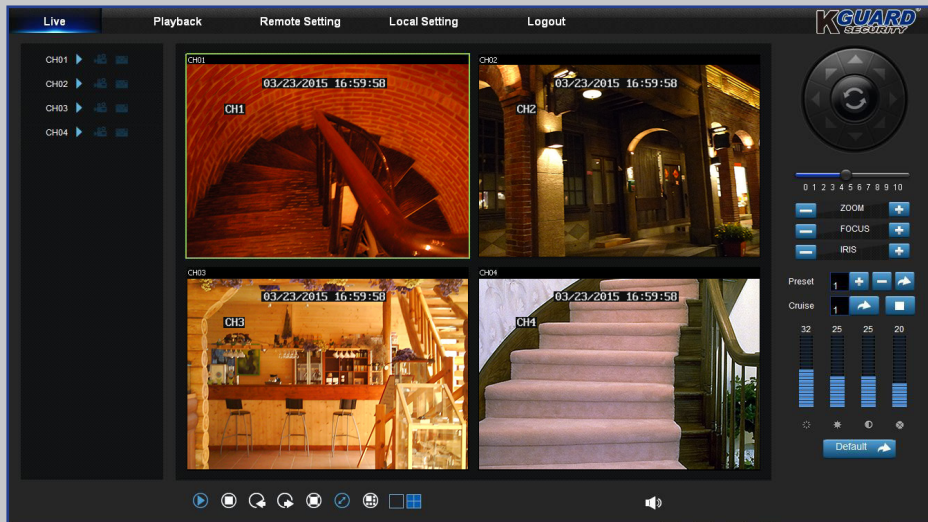 Live Playback Remote Setting Local Setting Logout
KGUARD®
SECURITY
CH01
CH02
CH03
CH04
CH01
03/23/2015 16:59:58
CH1
CH02
03/23/2015 16:59:58
CH2
CH03
03/23/2015 16:59:58
CH3
CH04
03/23/2015 16:59:58
CH4
0 1 2 3 4 5 6 7 8 9 10
ZOOM
FOCUS
IRIS
Preset 1
Cruise 1
32 25 25 20
Default